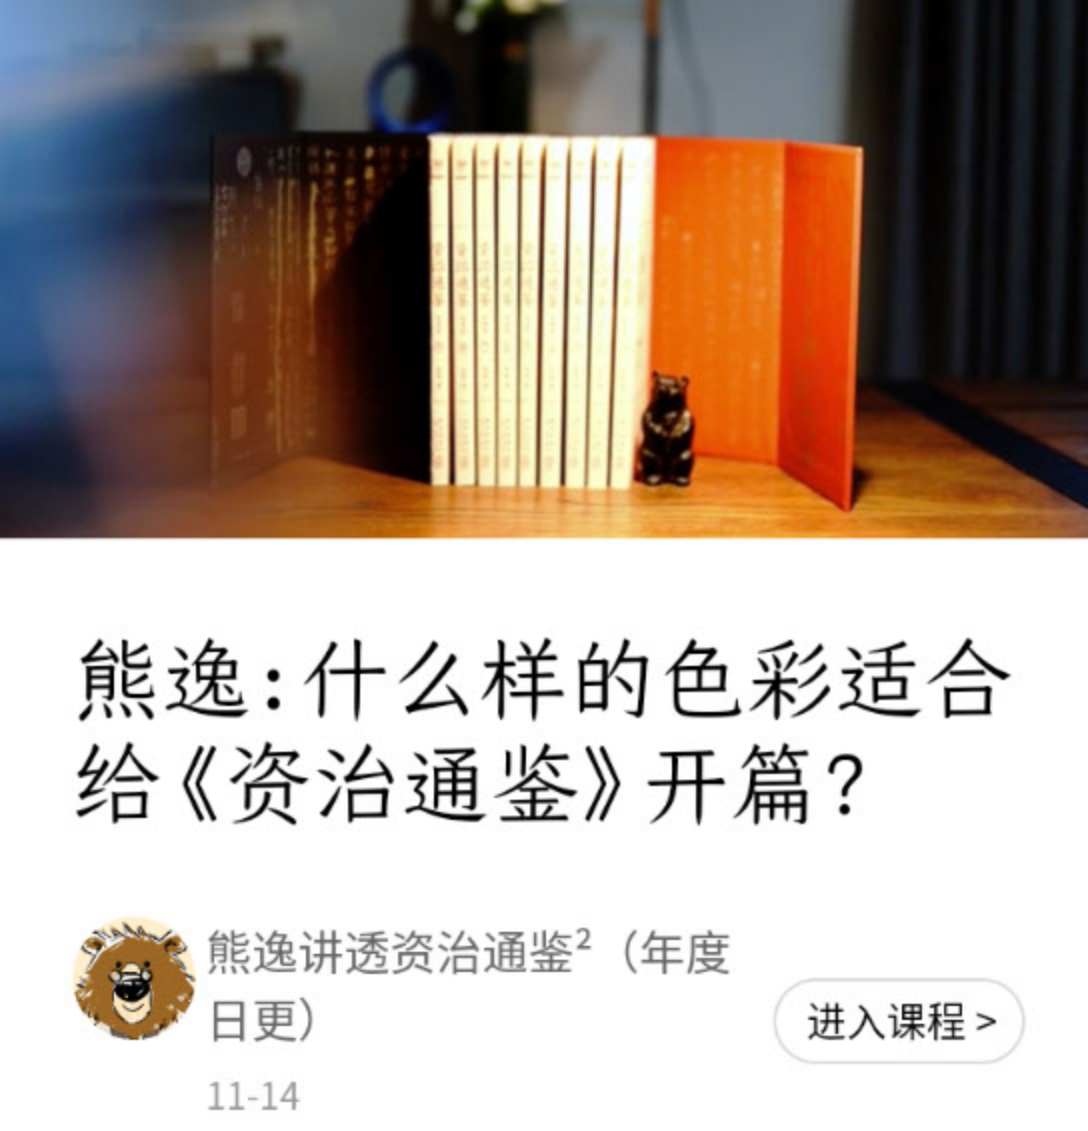 熊逸:什么样的色彩适合
给《资治通鉴》开篇?
熊逸讲透资治通鉴²（年度
日更）
进入课程 >
11-14